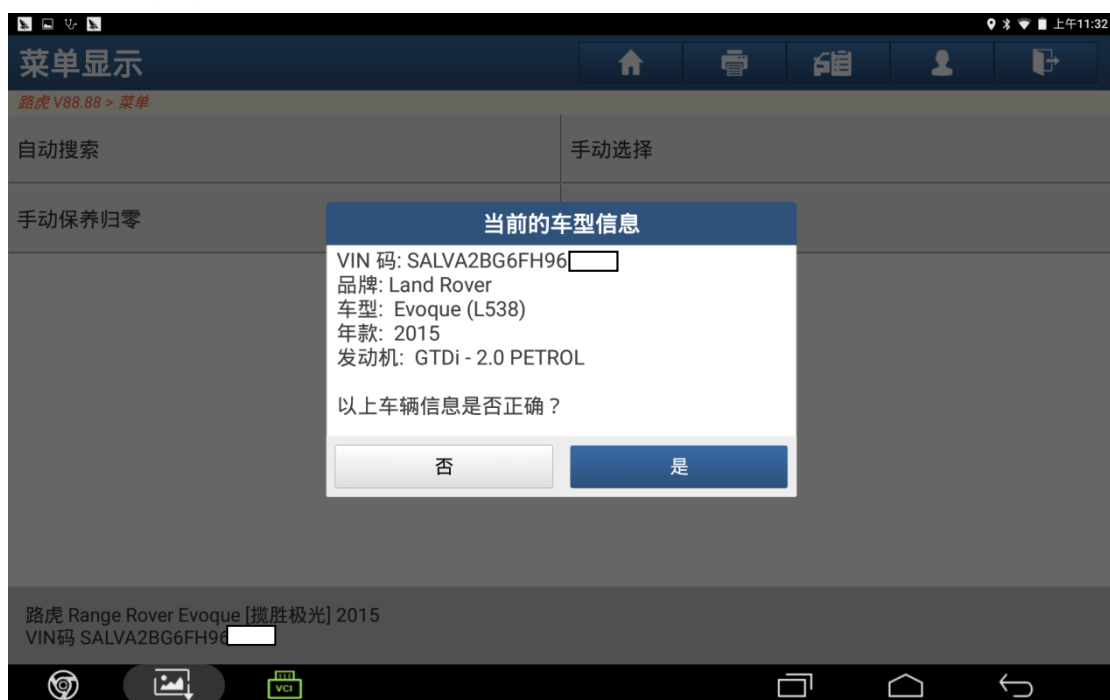 上午11:32
菜单显示
路虎 V88.88 > 菜单
自动搜索
手动选择
手动保养归零
当前的车型信息
VIN 码: SALVA2BG6FH96
品牌: Land Rover
车型: Evoque (L538)
年款: 2015
发动机: GTDi - 2.0 PETROL
以上车辆信息是否正确？
否
是
路虎 Range Rover Evoque [揽胜极光] 2015
VIN码 SALVA2BG6FH96
VCI